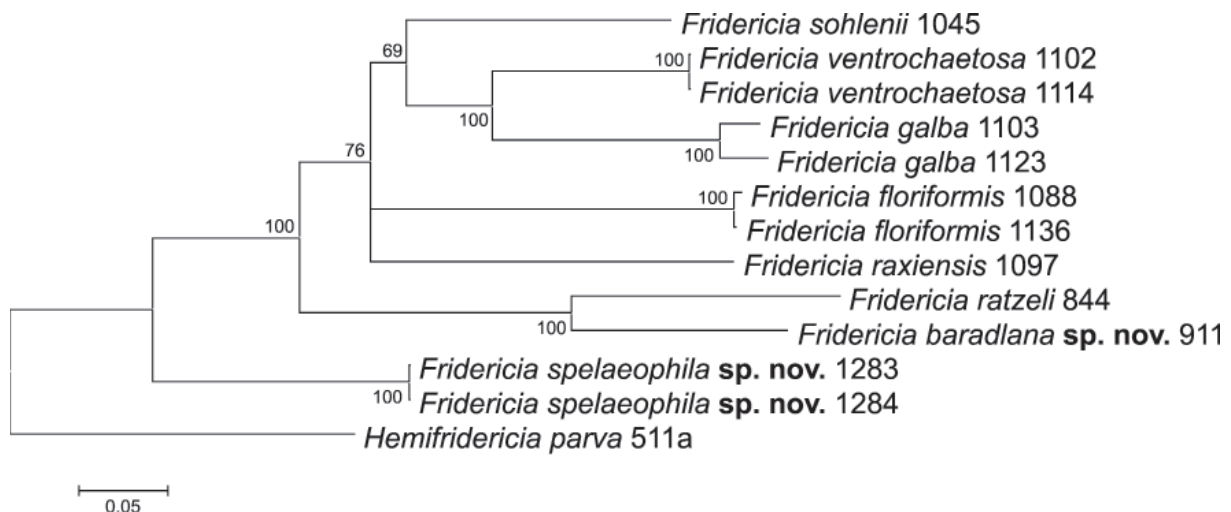 Fridericia sohlenii 1045
69
100
Fridericia ventrochaetosa 1102
Fridericia ventrochaetosa 1114
100
Fridericia galba 1103
76
100
Fridericia galba 1123
100
Fridericia floriformis 1088
100
Fridericia floriformis 1136
Fridericia raxiensis 1097
Fridericia ratzeli 844
100
Fridericia baradlana sp. nov. 911
Fridericia spelaeophila sp. nov. 1283
100
Fridericia spelaeophila sp. nov. 1284
Hemifridericia parva 511a
0.05